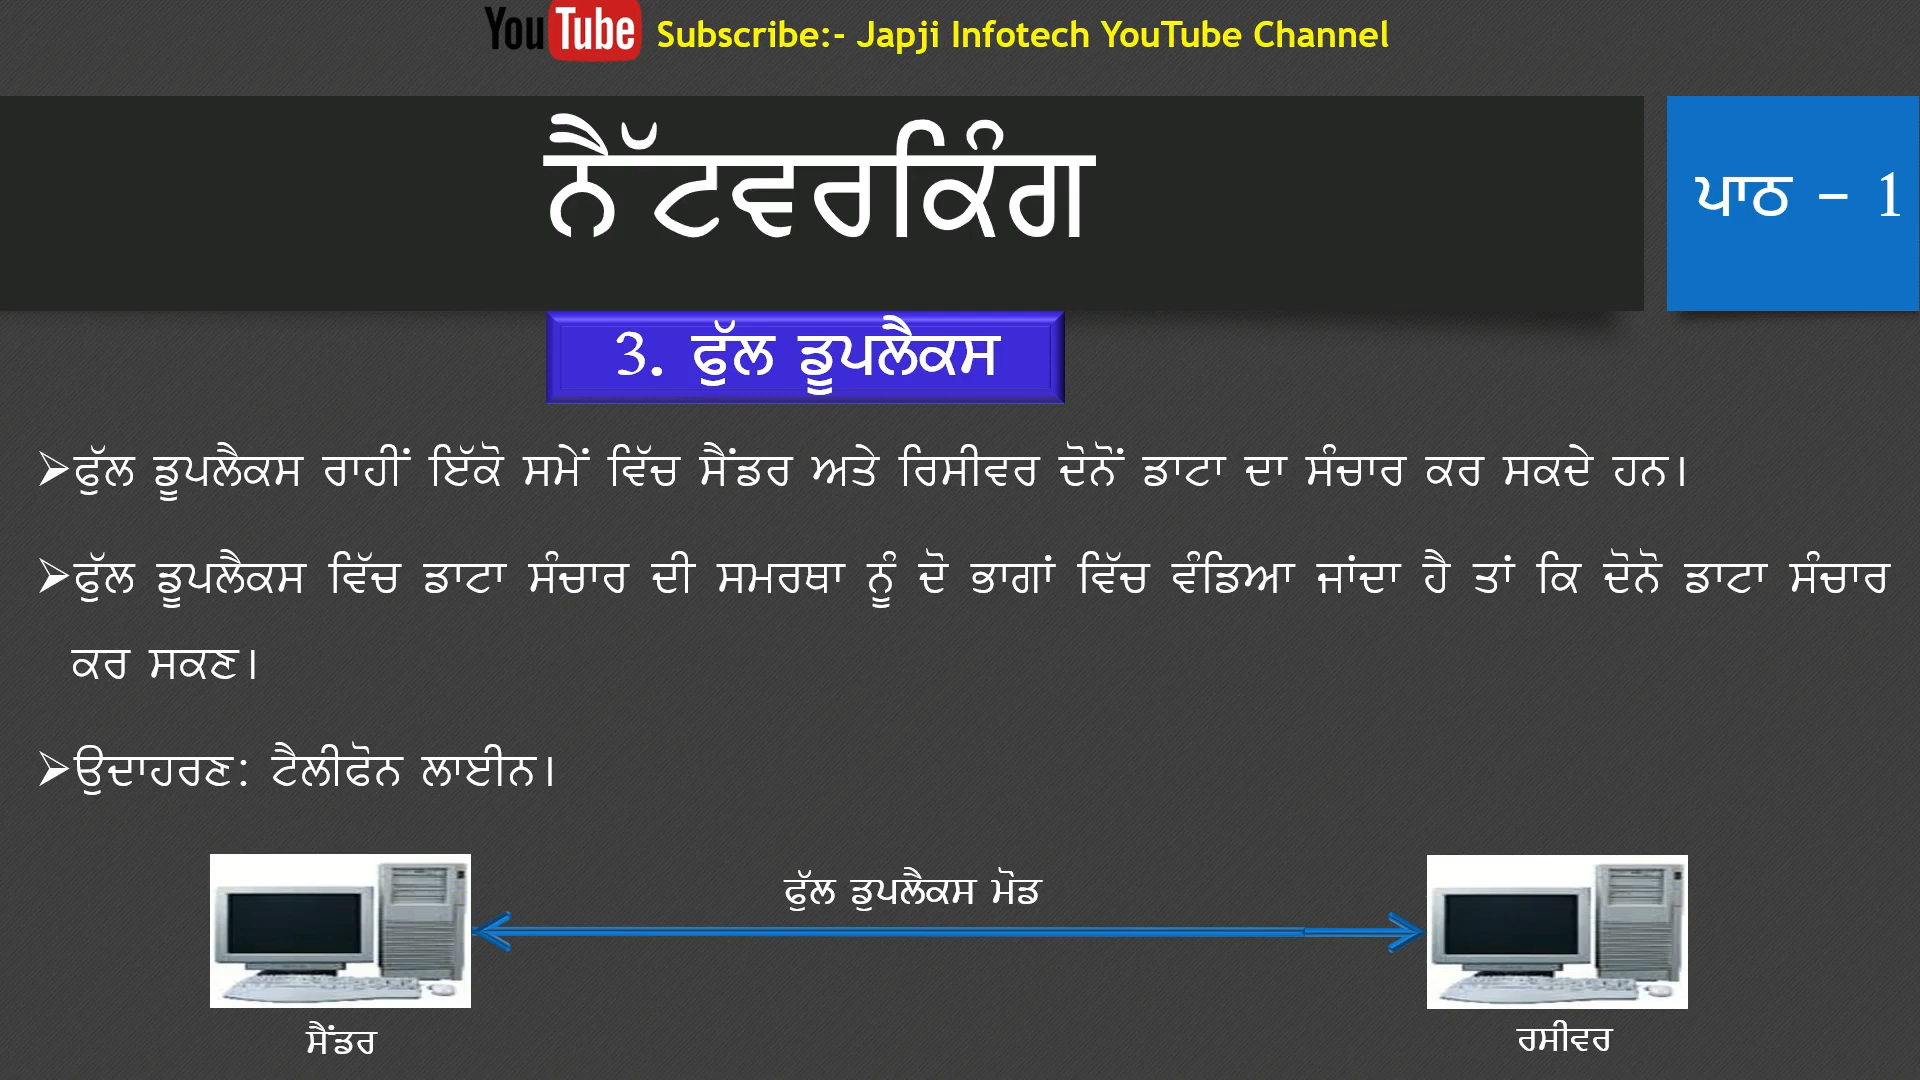 YouTube Subscribe:- Japji Infotech YouTube Channel
ਨੈੱਟਵਰਕਿੰਗ
ਪਾਠ – 1
3. ਫੁੱਲ ਡੂਪਲੈਕਸ
➢ਫੁੱਲ ਡੂਪਲੈਕਸ ਰਾਹੀਂ ਇੱਕੋ ਸਮੇਂ ਵਿੱਚ ਸੈਂਡਰ ਅਤੇ ਰਿਸੀਵਰ ਦੋਨੋਂ ਡਾਟਾ ਦਾ ਸੰਚਾਰ ਕਰ ਸਕਦੇ ਹਨ।
➢ਫੁੱਲ ਡੂਪਲੈਕਸ ਵਿੱਚ ਡਾਟਾ ਸੰਚਾਰ ਦੀ ਸਮਰਥਾ ਨੂੰ ਦੋ ਭਾਗਾਂ ਵਿੱਚ ਵੰਡਿਆ ਜਾਂਦਾ ਹੈ ਤਾਂ ਕਿ ਦੋਨੋ ਡਾਟਾ ਸੰਚਾਰ
ਕਰ ਸਕਣ।
➢ਉਦਾਹਰਣ: ਟੈਲੀਫੋਨ ਲਾਈਨ।
ਫੁੱਲ ਡੁਪਲੈਕਸ ਮੋਡ
ਸੈਂਡਰ
ਰਸੀਵਰ